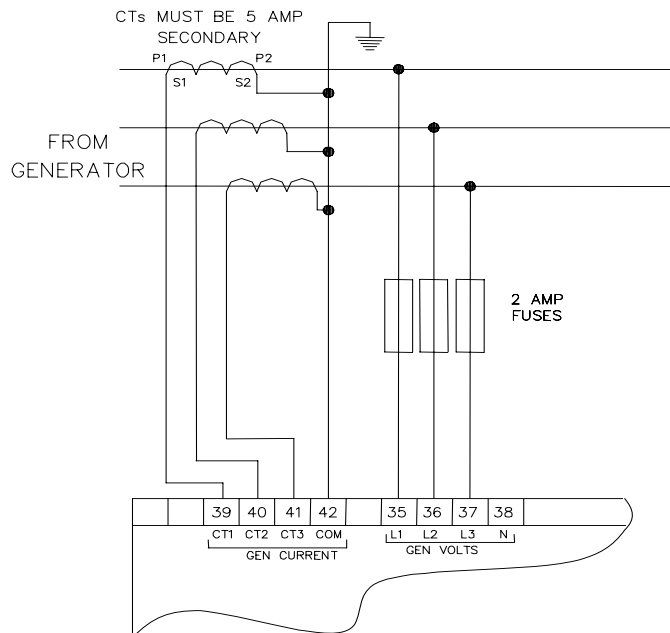 CTs MUST BE 5 AMP
SECONDARY
P1
P2
S1
S2
FROM
GENERATOR
2 AMP
FUSES
39 40 41 42 35 36 37 38
CT1 CT2 CT3 COM L1 L2 L3 N
GEN CURRENT GEN VOLTS